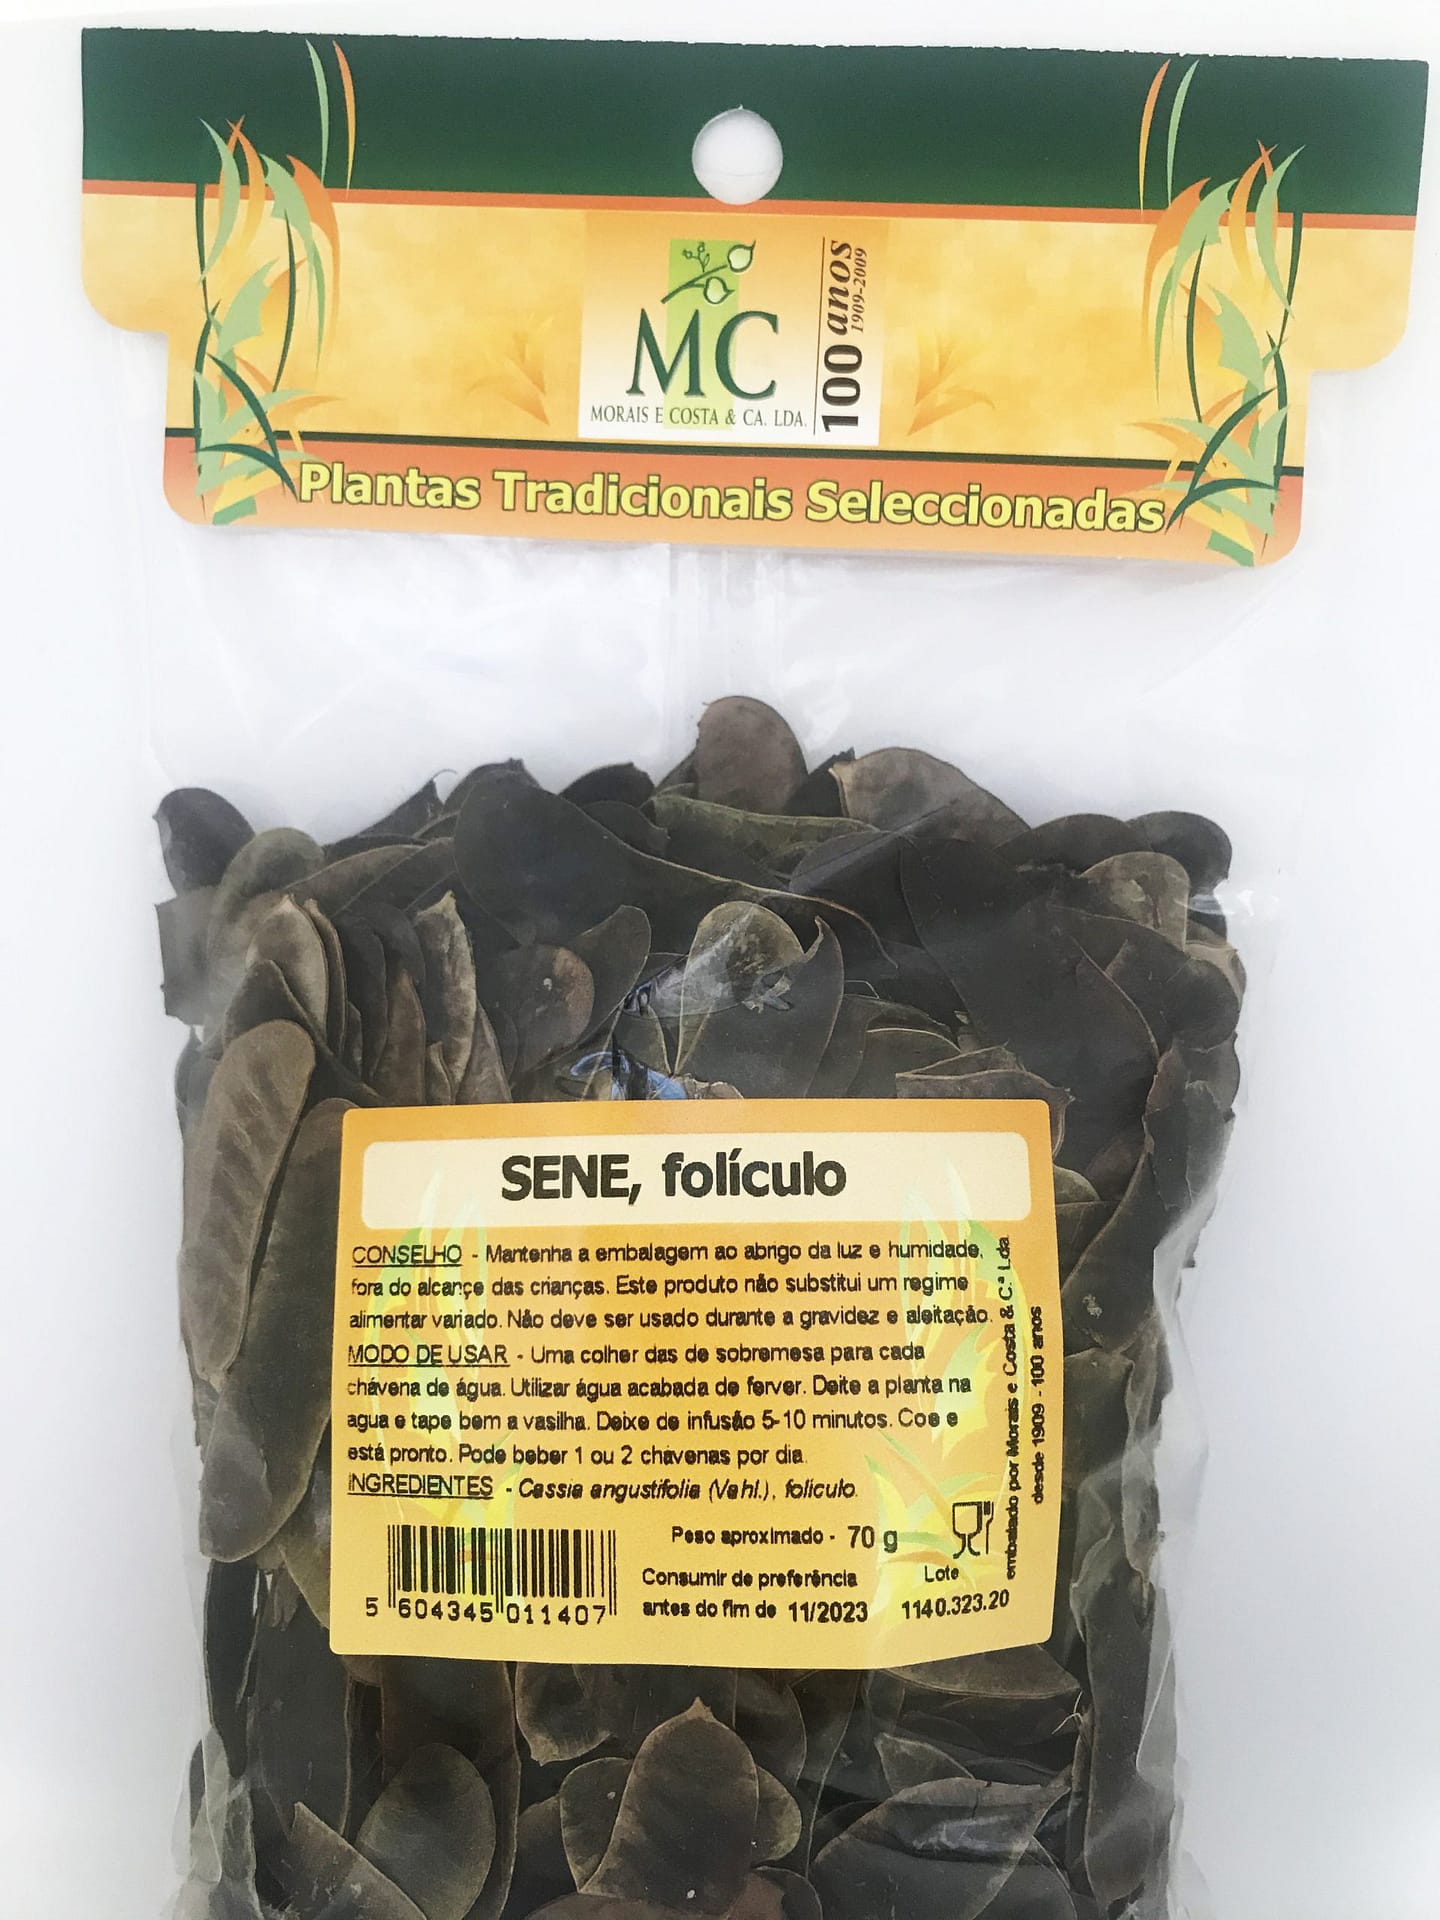 MC
MORAIS E COSTA & CA. LDA.
100 anos
1909-2009
Plantas Tradicionais Seleccionadas
SENE, folículo
CONSELHO - Mantenha a embalagem ao abrigo da luz e humidade,
fora do alcance das crianças. Este produto não substitui um regime
alimentar variado. Não deve ser usado durante a gravidez e aleitação.
MODO DE USAR - Uma colher das de sobremesa para cada
chávena de água. Utilizar água acabada de ferver. Deite a planta na
agua e tape bem a vasilha. Deixe de infusão 5-10 minutos. Coe e
está pronto. Pode beber 1 ou 2 chavenas por dia.
INGREDIENTES - Cassia angustifolia (Vahl.), folículo.
Peso aproximado - 70 g
Consumir de preferência
antes do fim de 11/2023
Lote
1140.323.20
5 604345 011407
embalado por Morais e Costa & C.ª Lda.
desde 1909 - 100 anos